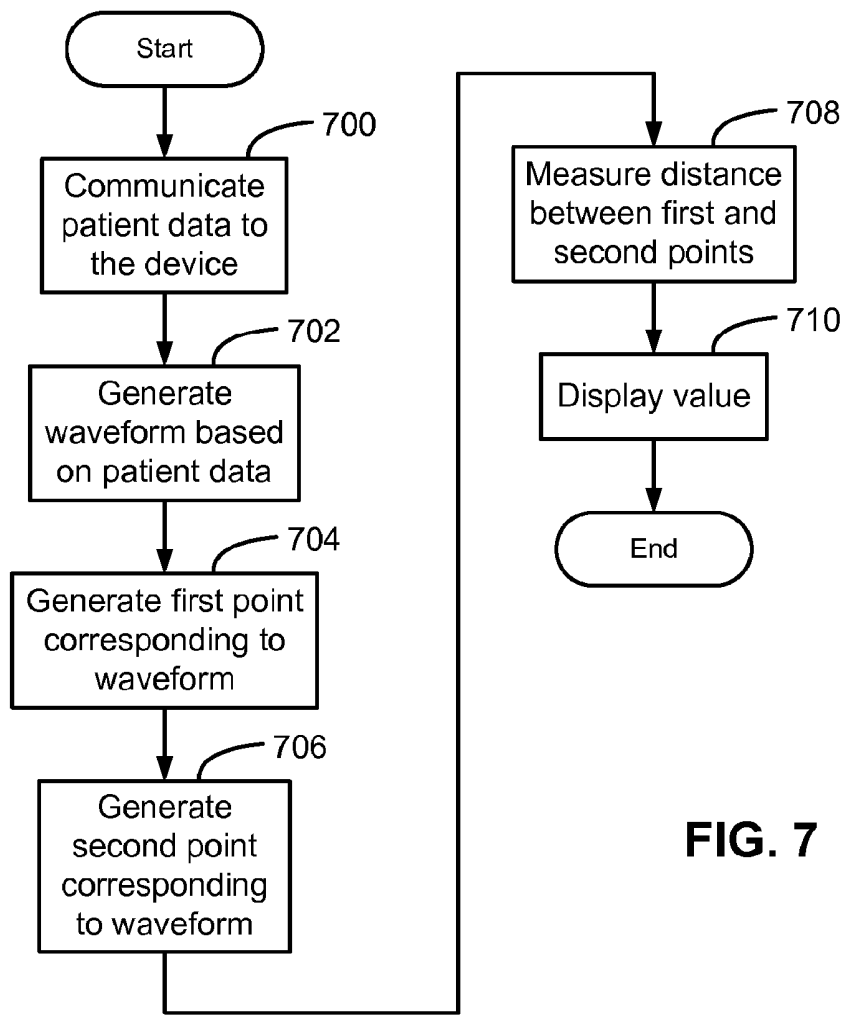 Start
700
Communicate
patient data to
the device
702
Generate
waveform based
on patient data
704
Generate first point
corresponding to
waveform
706
Generate
second point
corresponding
to waveform
708
Measure distance
between first and
second points
710
Display value
End
FIG. 7